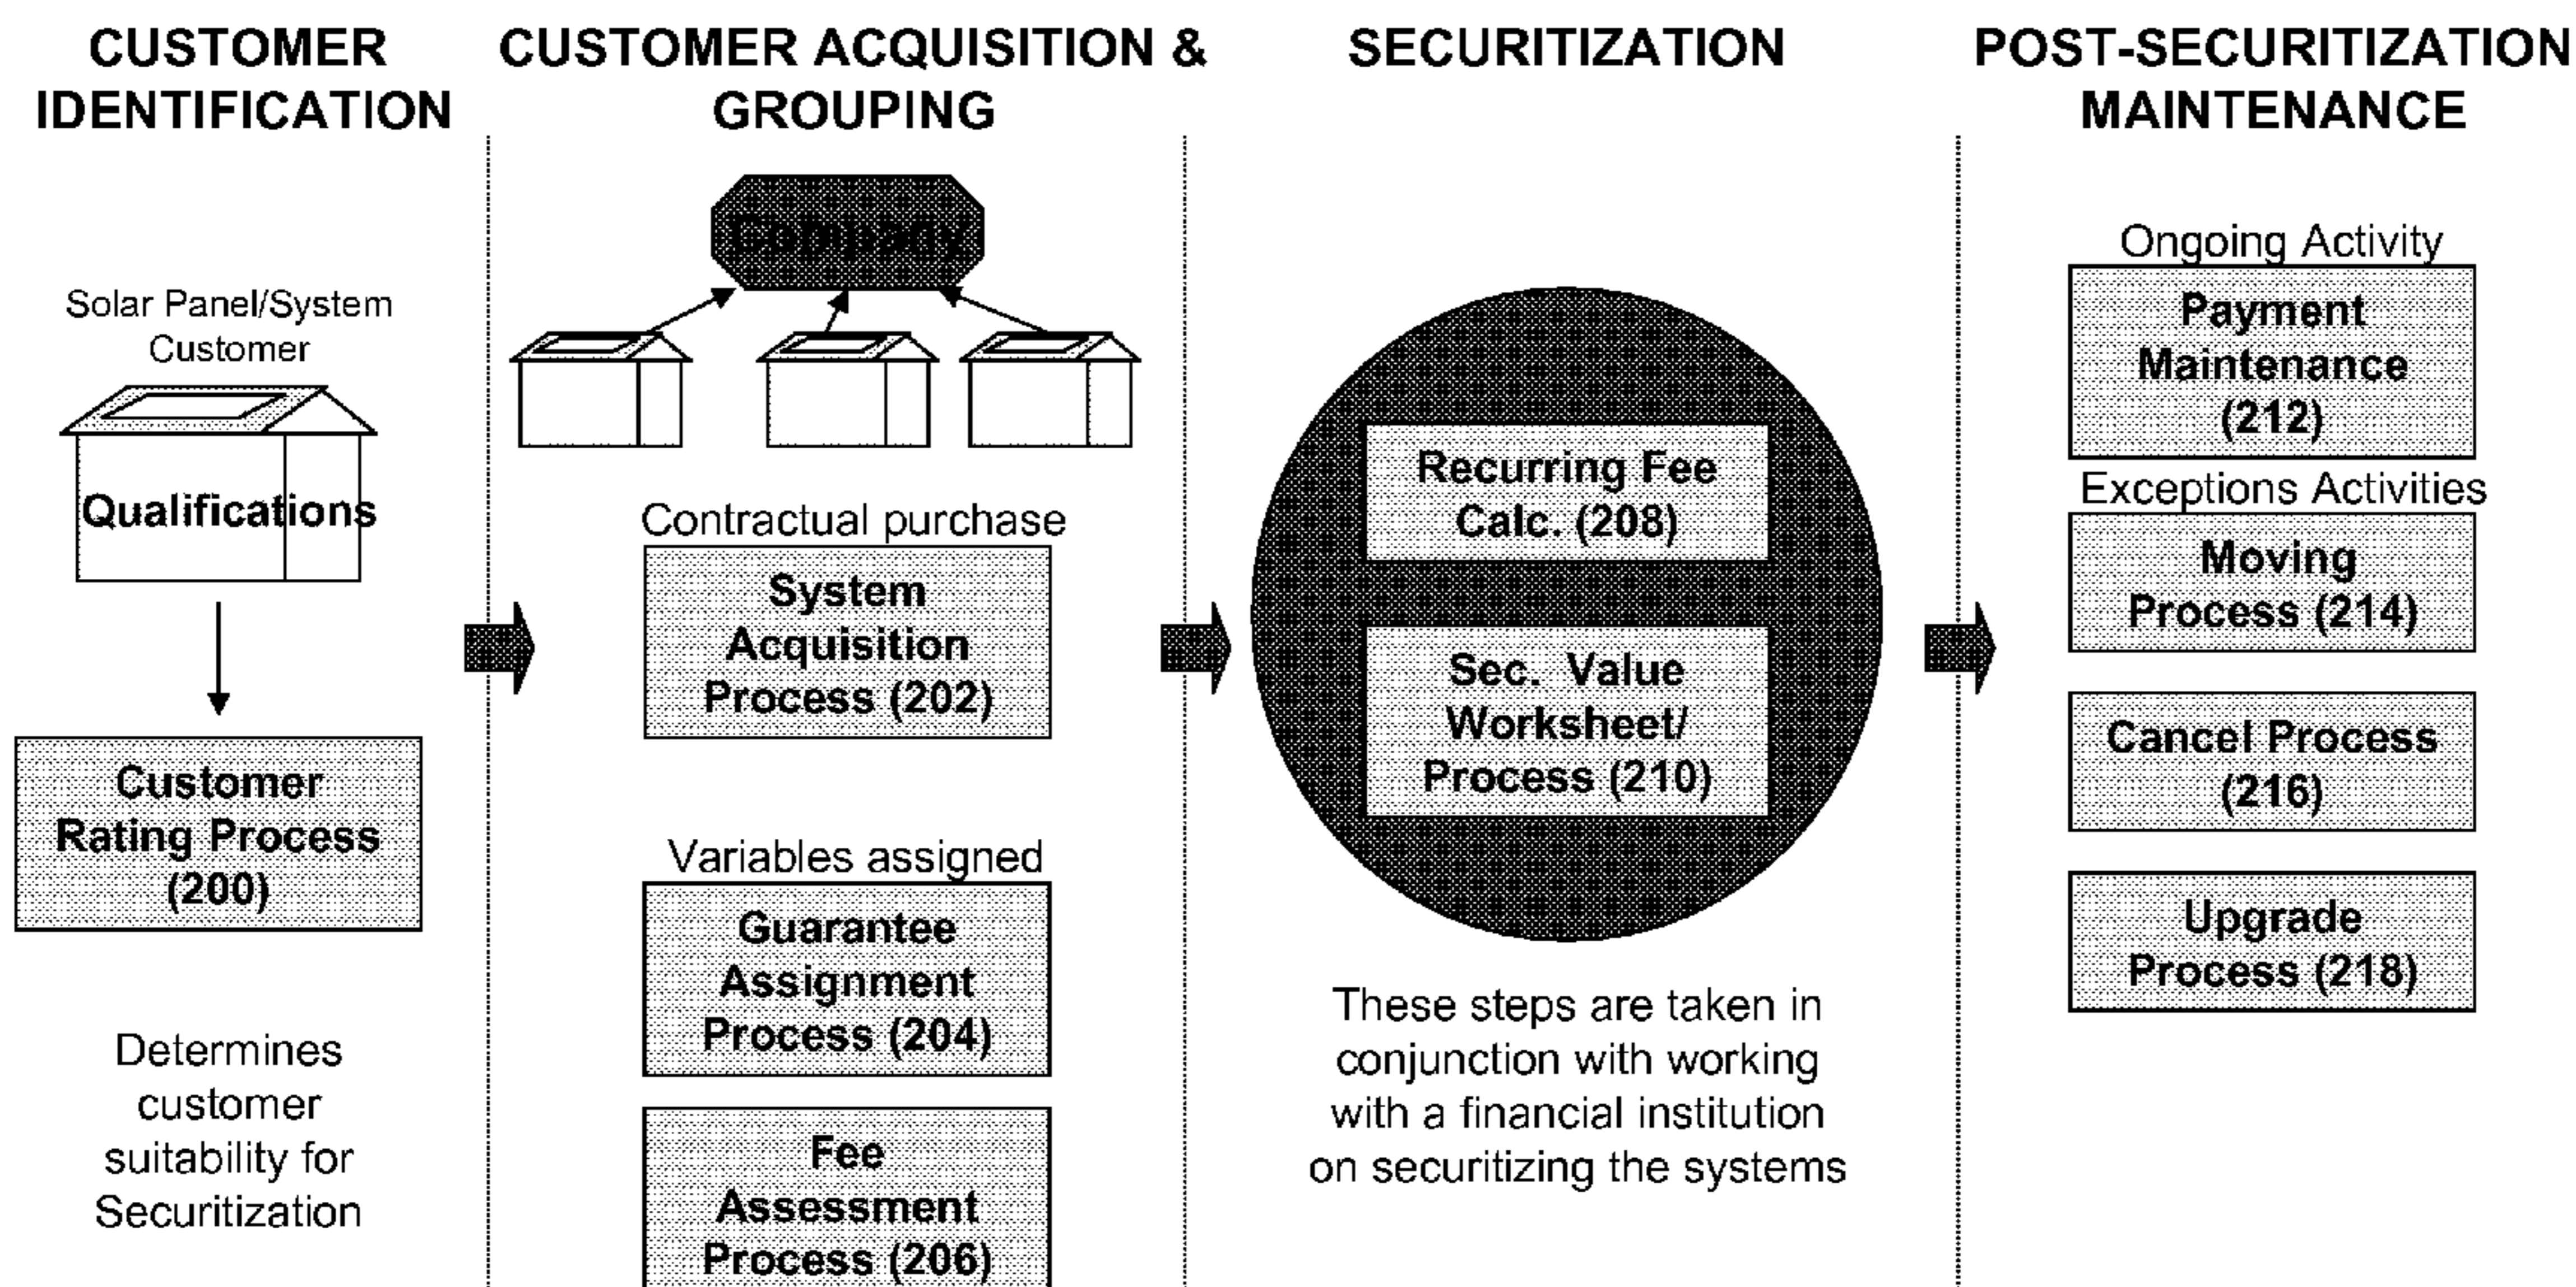 CUSTOMER
IDENTIFICATION
Solar Panel/System
Customer
Qualifications
Customer
Rating Process
(200)
Determines
customer
suitability for
Securitization
CUSTOMER ACQUISITION &
GROUPING
Company
Contractual purchase
System
Acquisition
Process (202)
Variables assigned
Guarantee
Assignment
Process (204)
Fee
Assessment
Process (206)
SECURITIZATION
Recurring Fee
Calc. (208)
Sec. Value
Worksheet/
Process (210)
These steps are taken in
conjunction with working
with a financial institution
on securitizing the systems
POST-SECURITIZATION
MAINTENANCE
Ongoing Activity
Payment
Maintenance
(212)
Exceptions Activities
Moving
Process (214)
Cancel Process
(216)
Upgrade
Process (218)